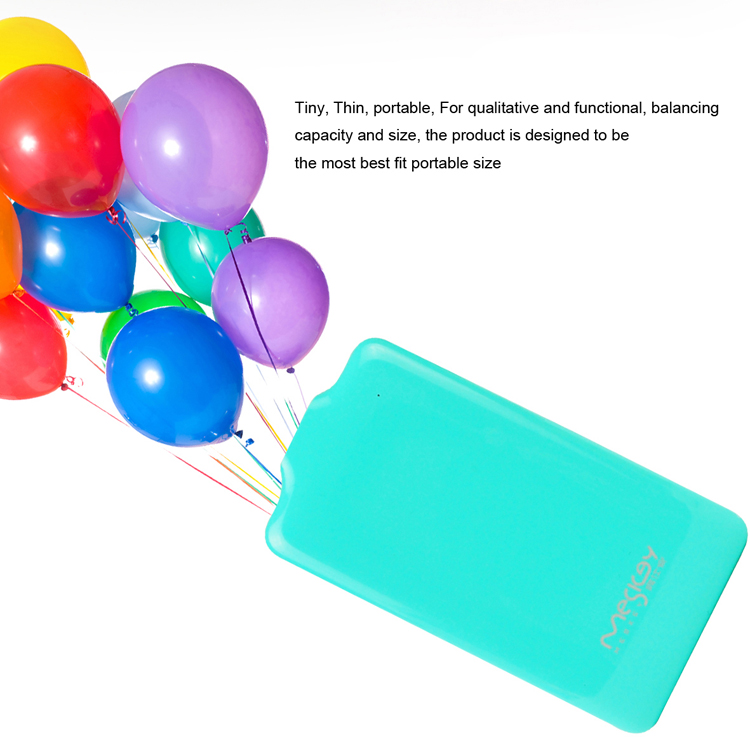 Tiny, Thin, portable, For qualitative and functional, balancing
capacity and size, the product is designed to be
the most best fit portable size